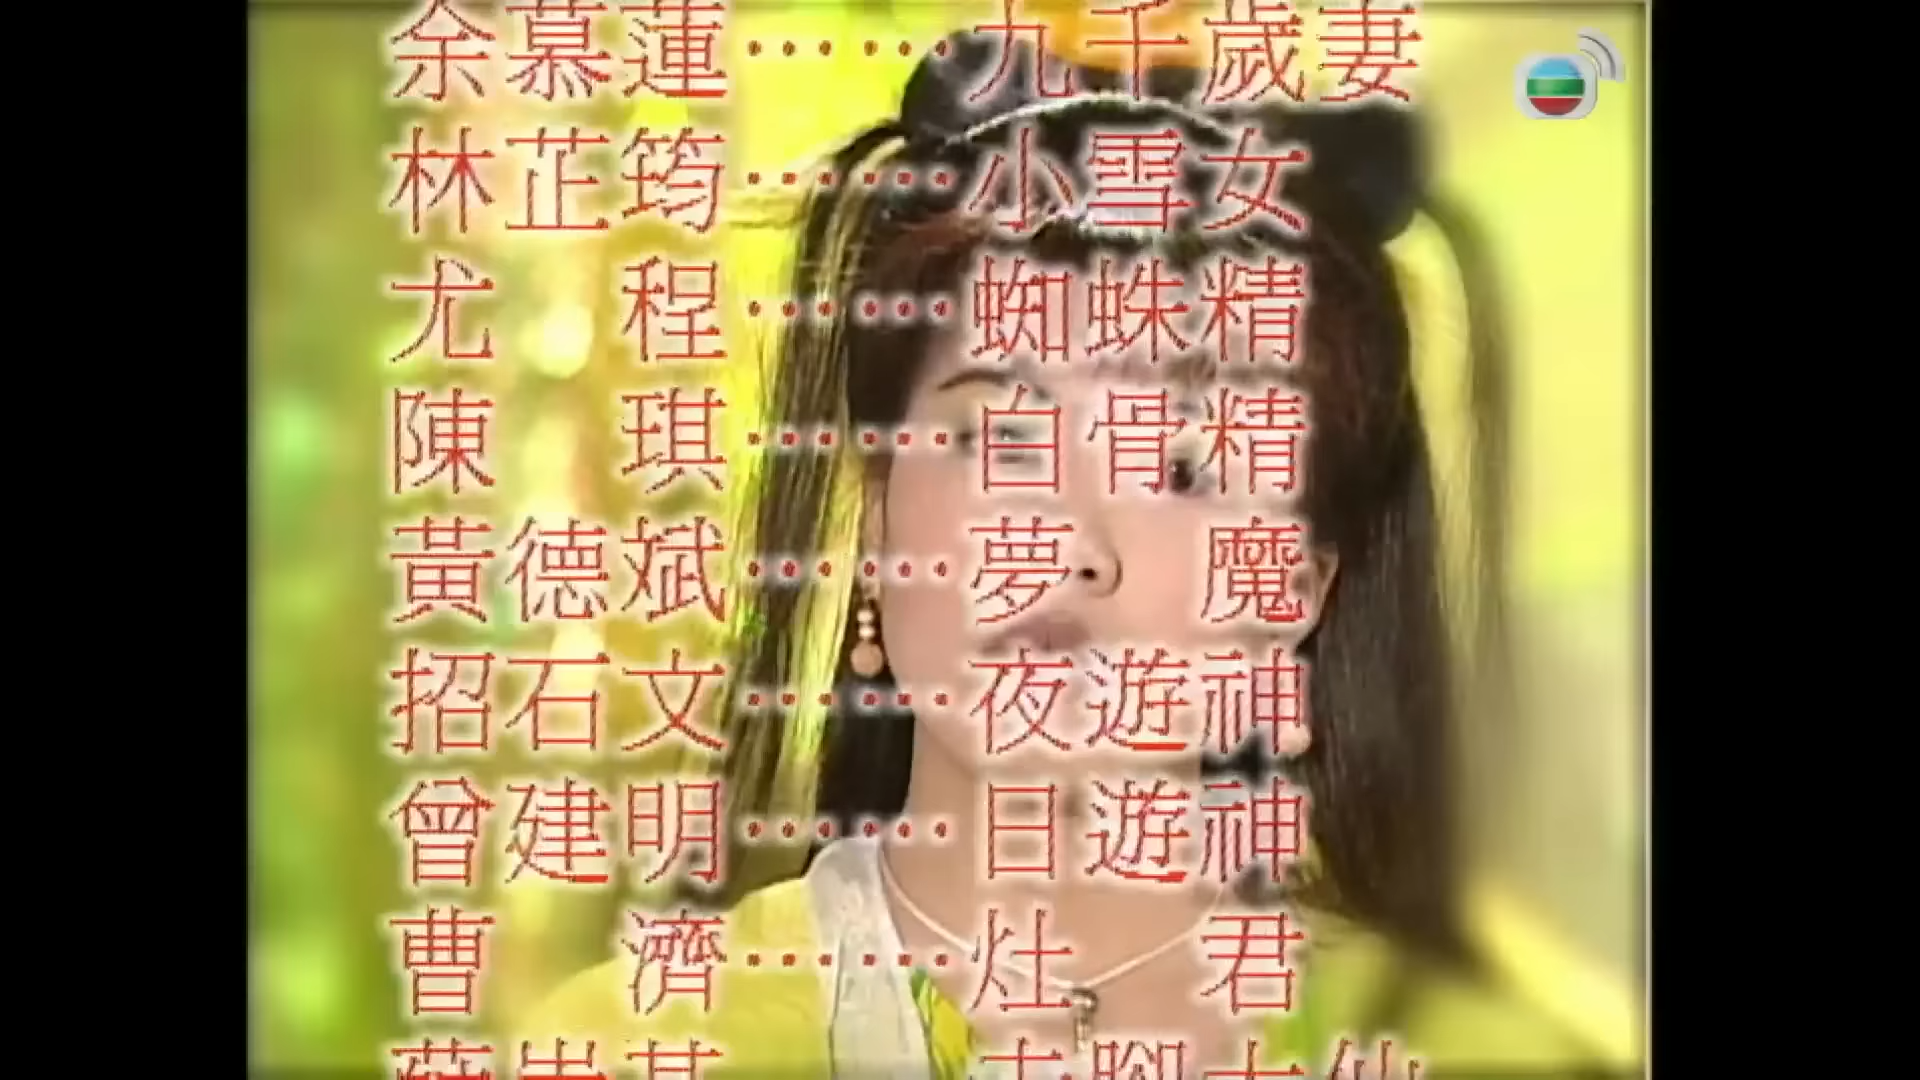 余慕蓮……九千歲妻
林芷筠……小雪女
尤　程……蜘蛛精
陳　琪……白骨精
黃德斌……夢　魔
招石文……夜遊神
曾建明……日遊神
曹　濟……灶　君